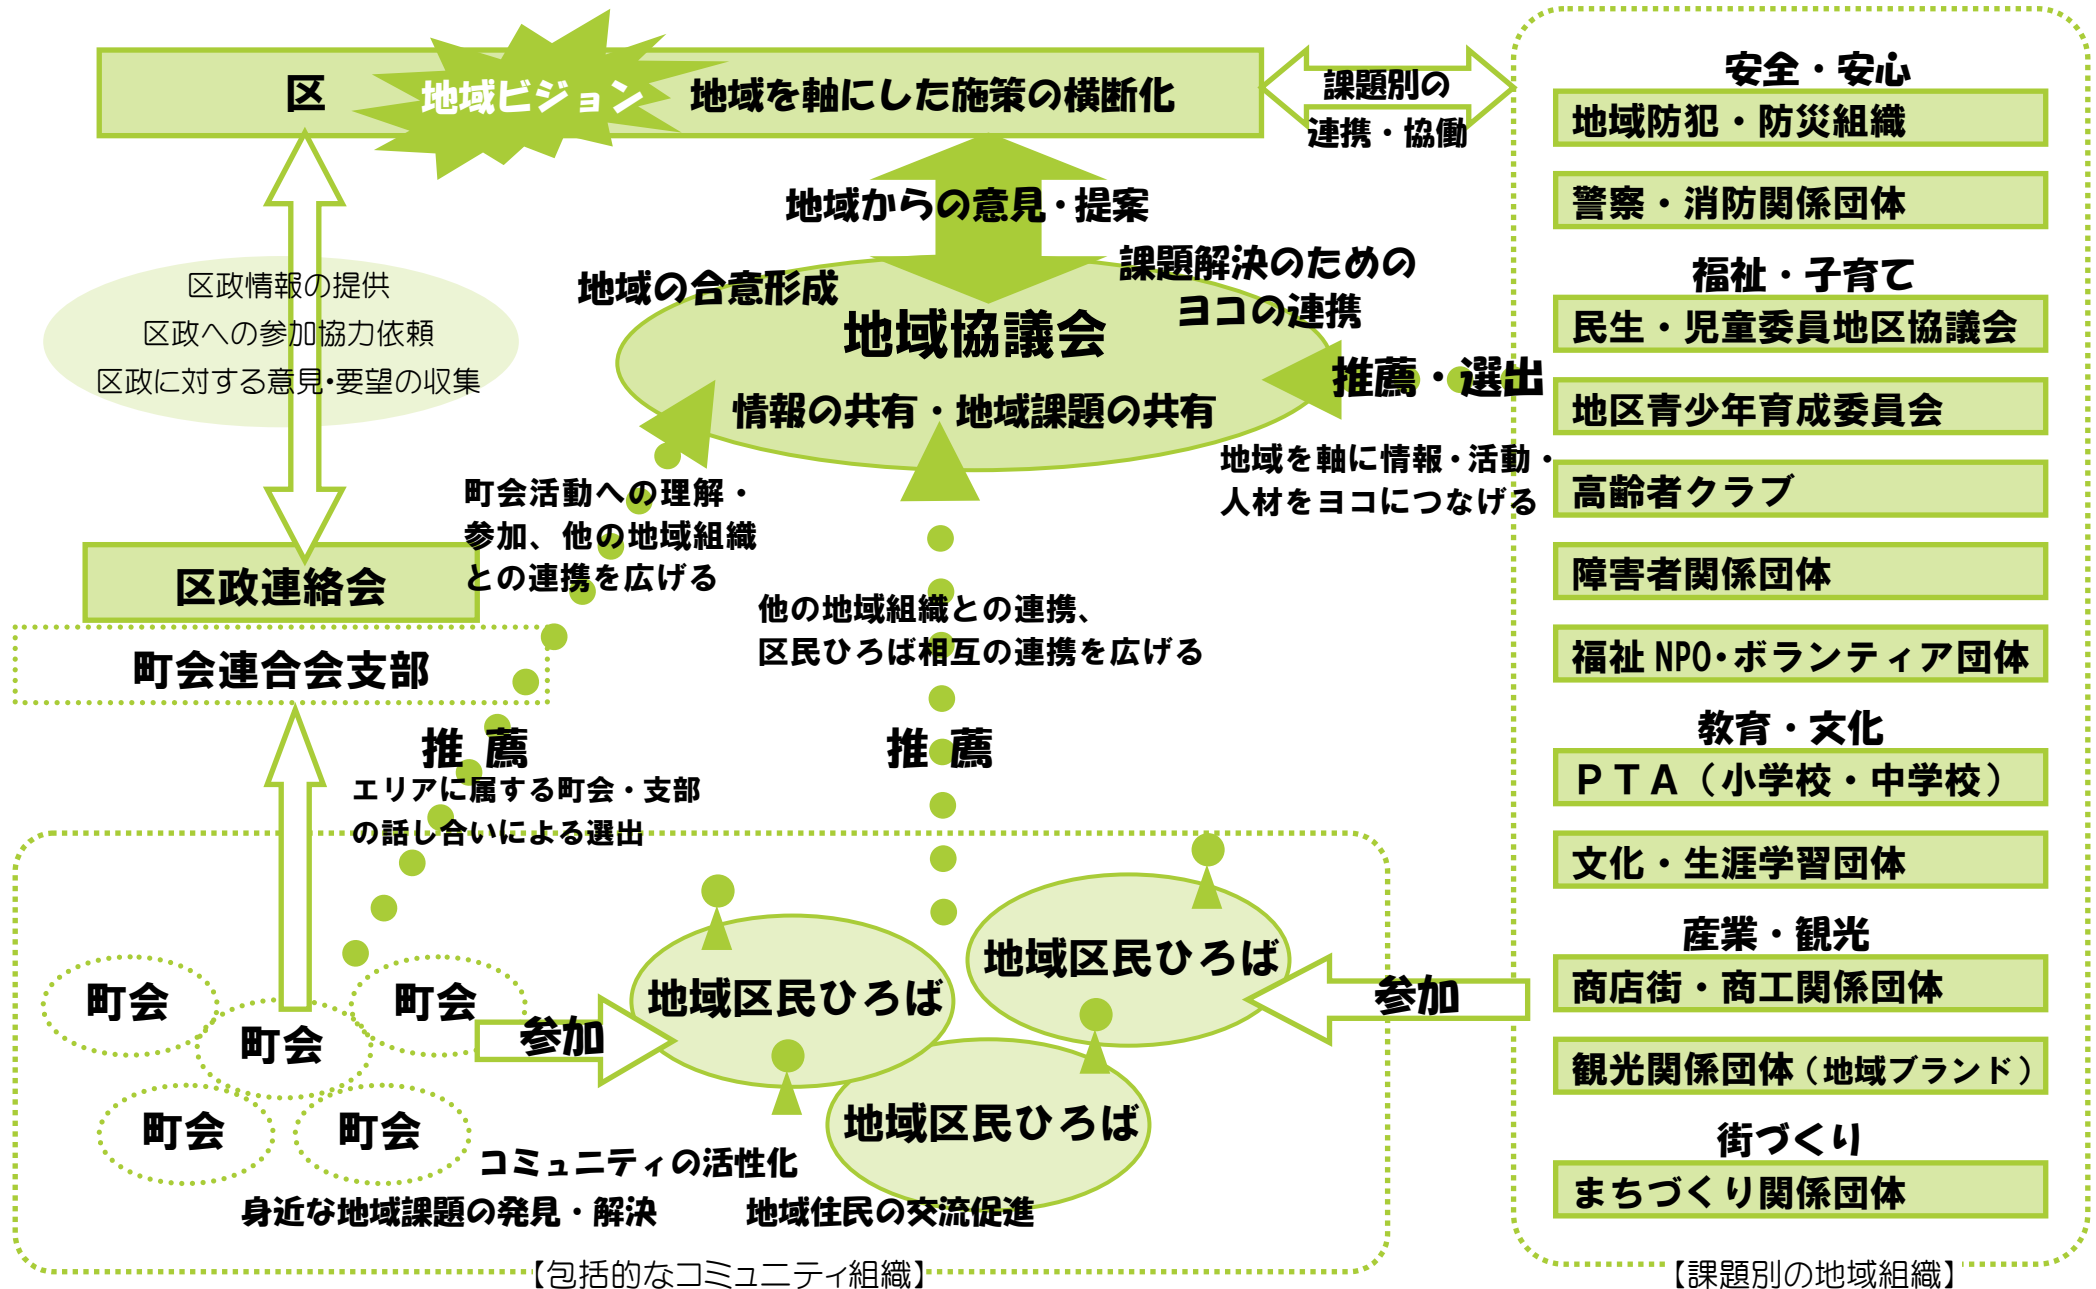 区
地域ビジョン
地域を軸にした施策の横断化
課題別の
連携・協働
地域からの意見・提案
区政情報の提供
区政への参加協力依頼
区政に対する意見・要望の収集
地域の合意形成
課題解決のための
ヨコの連携
地域協議会
情報の共有・地域課題の共有
推薦・選出
地域を軸に情報・活動・
人材をヨコにつなげる
町会活動への理解・
参加、他の地域組織
との連携を広げる
区政連絡会
町会連合会支部
他の地域組織との連携、
区民ひろば相互の連携を広げる
推 薦
エリアに属する町会・支部
の話し合いによる選出
推 薦
町会
町会
町会
町会
町会
参加
地域区民ひろば
地域区民ひろば
地域区民ひろば
参加
コミュニティの活性化
身近な地域課題の発見・解決
地域住民の交流促進
【包括的なコミュニティ組織】
安全・安心
地域防犯・防災組織
警察・消防関係団体
福祉・子育て
民生・児童委員地区協議会
地区青少年育成委員会
高齢者クラブ
障害者関係団体
福祉 NPO・ボランティア団体
教育・文化
ＰＴＡ（小学校・中学校）
文化・生涯学習団体
産業・観光
商店街・商工関係団体
観光関係団体（地域ブランド）
街づくり
まちづくり関係団体
【課題別の地域組織】